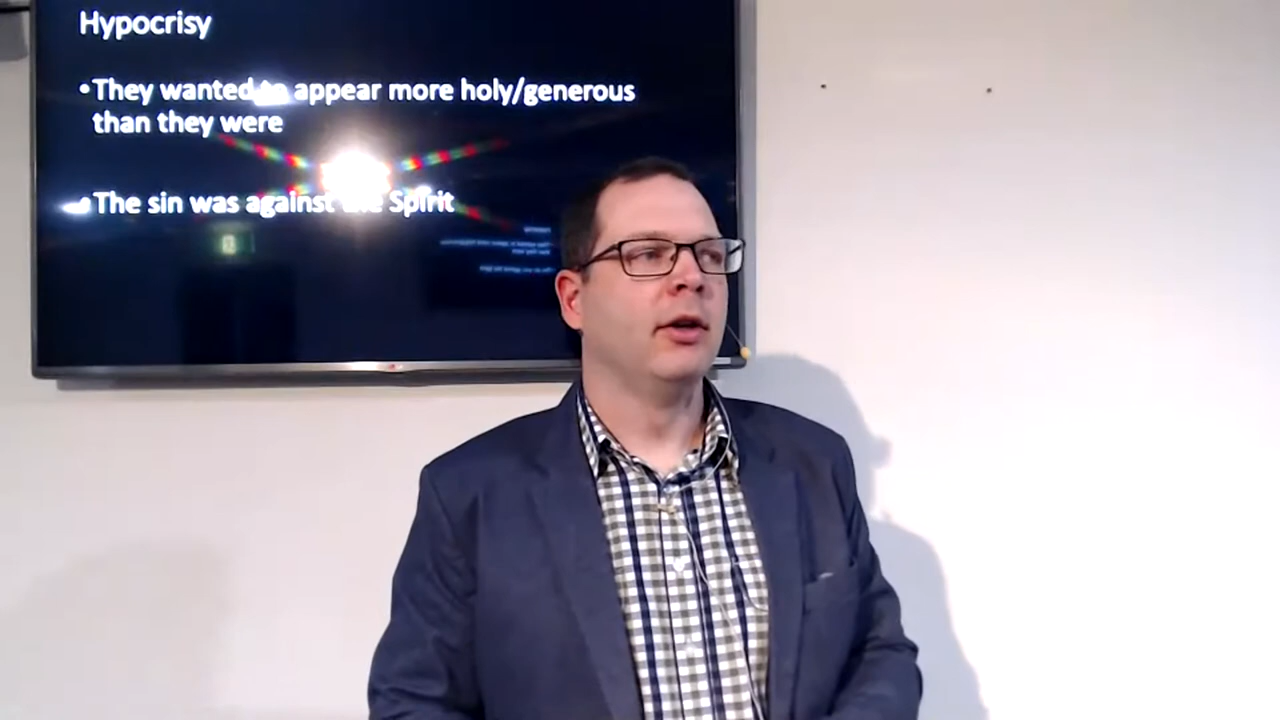 Hypocrisy
•They wanted to appear more holy/generous
than they were
•The sin was against the Spirit